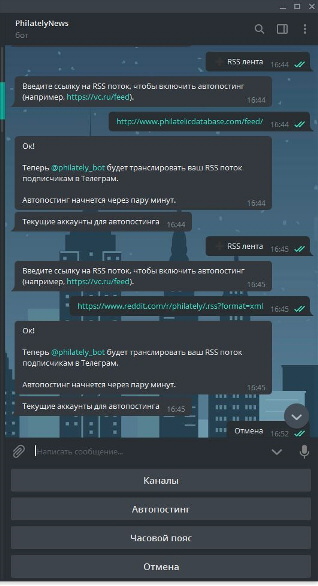 PhilatelyNews
бот
RSS лента
16:44
Введите ссылку на RSS поток, чтобы включить автопостинг
(например, https://vc.ru/feed).
16:44
http://www.philatelicdatabase.com/feed/
16:44
Ок!
Теперь @philately_bot будет транслировать ваш RSS поток
подписчикам в Телеграм.
Автопостинг начнется через пару минут.
16:44
Текущие аккаунты для автопостинга 16:44
RSS лента
16:45
Введите ссылку на RSS поток, чтобы включить автопостинг
(например, https://vc.ru/feed).
16:45
https://www.reddit.com/r/philately/.rss?format=xml
16:45
Ок!
Теперь @philately_bot будет транслировать ваш RSS поток
подписчикам в Телеграм.
Автопостинг начнется через пару минут.
16:45
Текущие аккаунты для автопостинга 16:45
Отмена
16:52
Написать сообщение...
Каналы
Автопостинг
Часовой пояс
Отмена